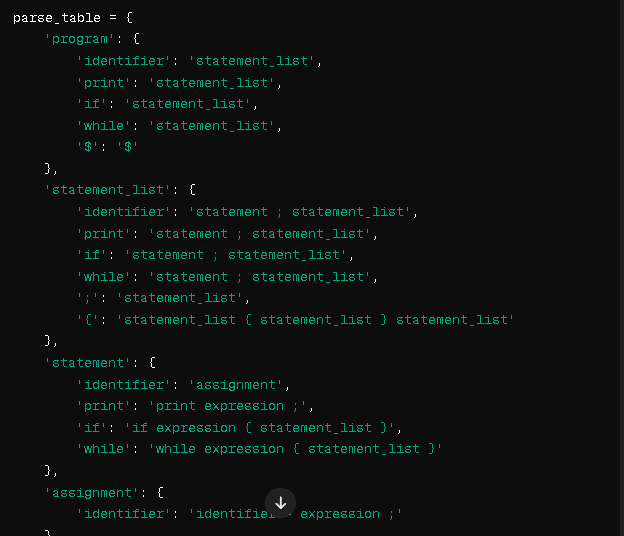 parse_table = {
    'program': {
        'identifier': 'statement_list',
        'print': 'statement_list',
        'if': 'statement_list',
        'while': 'statement_list',
        '$': '$'
    },
    'statement_list': {
        'identifier': 'statement ; statement_list',
        'print': 'statement ; statement_list',
        'if': 'statement ; statement_list',
        'while': 'statement ; statement_list',
        ';': 'statement_list',
        '{': 'statement_list { statement_list } statement_list'
    },
    'statement': {
        'identifier': 'assignment',
        'print': 'print expression ;',
        'if': 'if expression { statement_list }',
        'while': 'while expression { statement_list }'
    },
    'assignment': {
        'identifier': 'identifier expression ;'